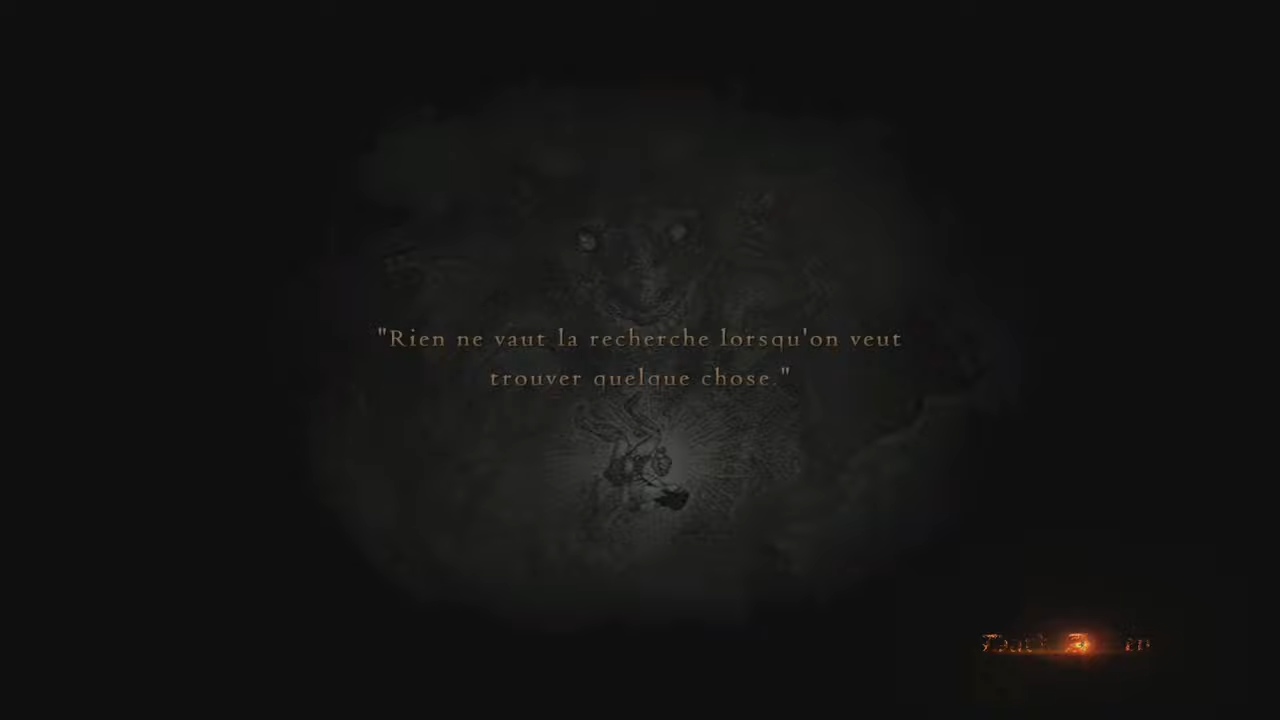 "Rien ne vaut la recherche lorsqu'on veut
trouver quelque chose."